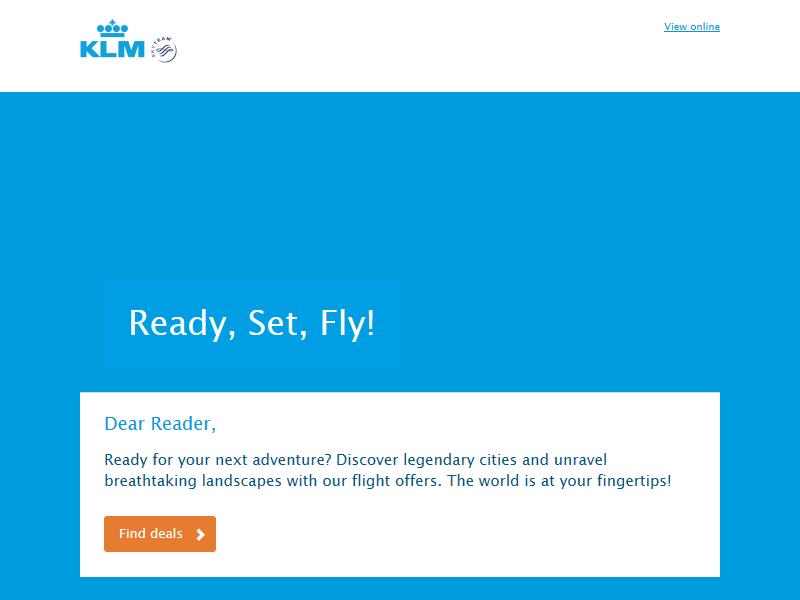 KLM
SKYTEAM
View online
Ready, Set, Fly!
Dear Reader,
Ready for your next adventure? Discover legendary cities and unravel
breathtaking landscapes with our flight offers. The world is at your fingertips!
Find deals